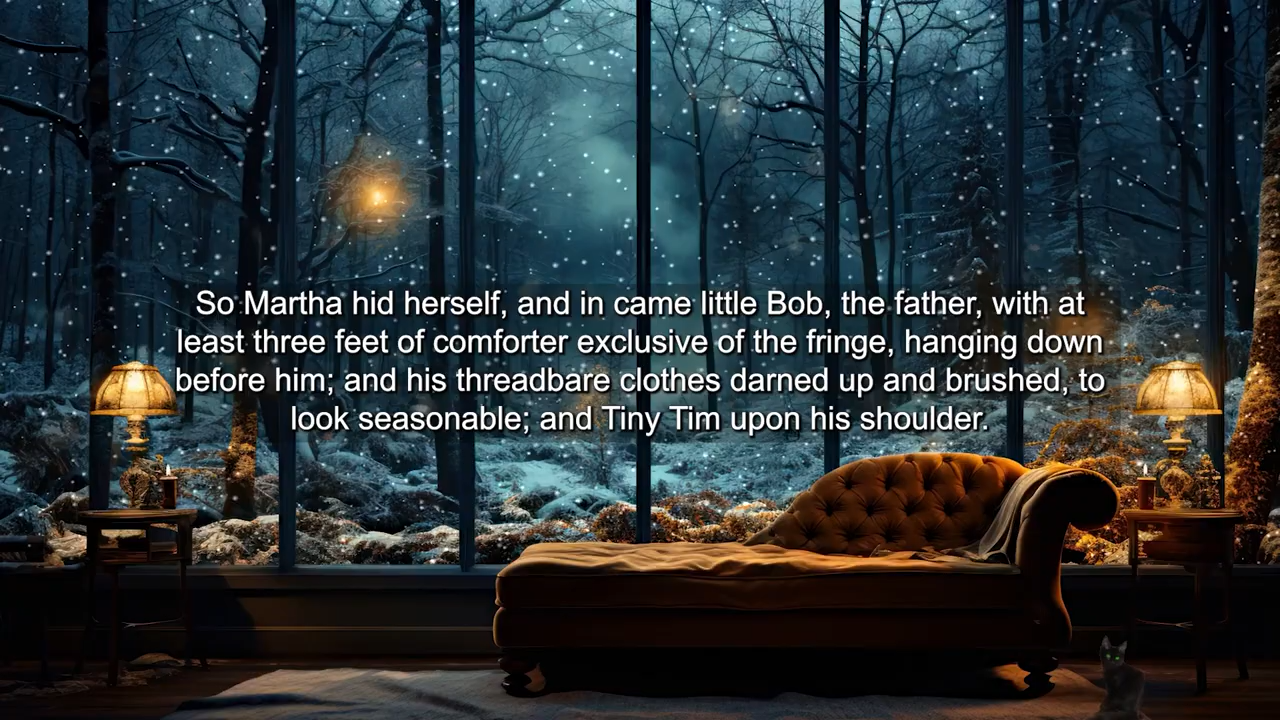 So Martha hid herself, and in came little Bob, the father, with at
least three feet of comforter exclusive of the fringe, hanging down
before him; and his threadbare clothes darned up and brushed, to
look seasonable; and Tiny Tim upon his shoulder.